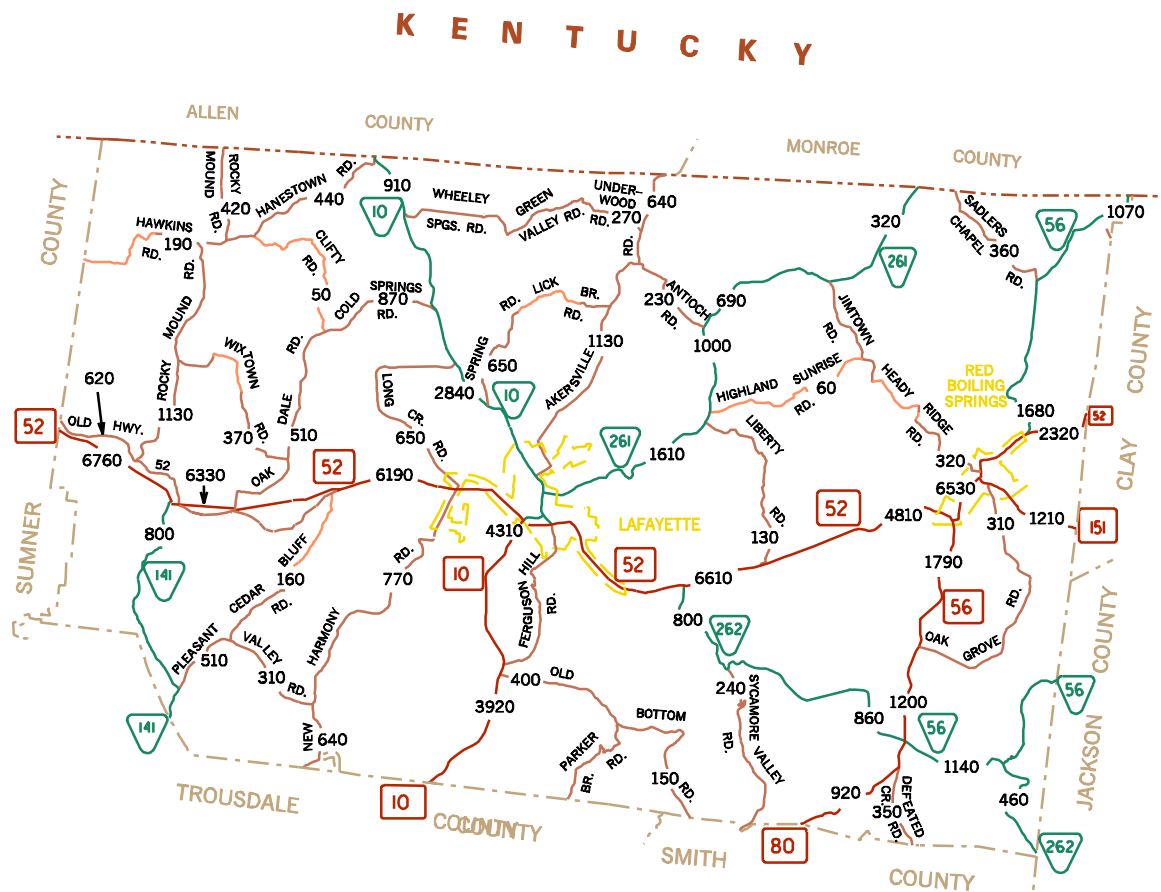 KENTUCKY
ALLEN
COUNTY
MONROE
COUNTY
COUNTY
ROCKY
MOUND
RD.
420
HANESTOWN
RD.
440
910
10
WHEELEY
SPGS. RD.
GREEN
VALLEY RD.
UNDER-
WOOD
RD.
270
RD.
640
320
261
SADLERS
CHAPEL
RD.
360
56
1070
HAWKINS
RD.
190
CLIFTY
RD.
50
COLD
SPRINGS
RD.
870
RD.
LICK
BR.
RD.
230
ANTIOCH
RD.
690
1000
JIMTOWN
RD.
COUNTY
ROCKY
MOUND
RD.
1130
WIXTOWN
RD.
370
DALE
RD.
510
OAK
LONG
CR.
RD.
650
2840
SPRING
650
10
AKERSVILLE
1130
HIGHLAND
SUNRISE
RD.
60
HEADY
RIDGE
RD.
320
RED
BOILING
SPRINGS
1680
2320
52
620
52
OLD
HWY.
52
6760
6330
52
6190
261
1610
LIBERTY
RD.
130
52
4810
6530
310
1210
151
CLAY
SUMNER
800
141
BLUFF
CEDAR
RD.
160
RD.
770
10
4310
LAFAYETTE
52
6610
1790
56
FERGUSON
HILL
RD.
800
262
OAK
GROVE
RD.
COUNTY
PLEASANT
VALLEY
RD.
510
310
HARMONY
NEW
640
141
400
OLD
BOTTOM
RD.
150
3920
PARKER
BR.
RD.
240
SYCAMORE
VALLEY
RD.
860
1200
56
56
1140
460
JACKSON
TROUSDALE
10
COUNTY
COUNTY
SMITH
80
920
DEFEATED
CR.
RD.
350
COUNTY
262